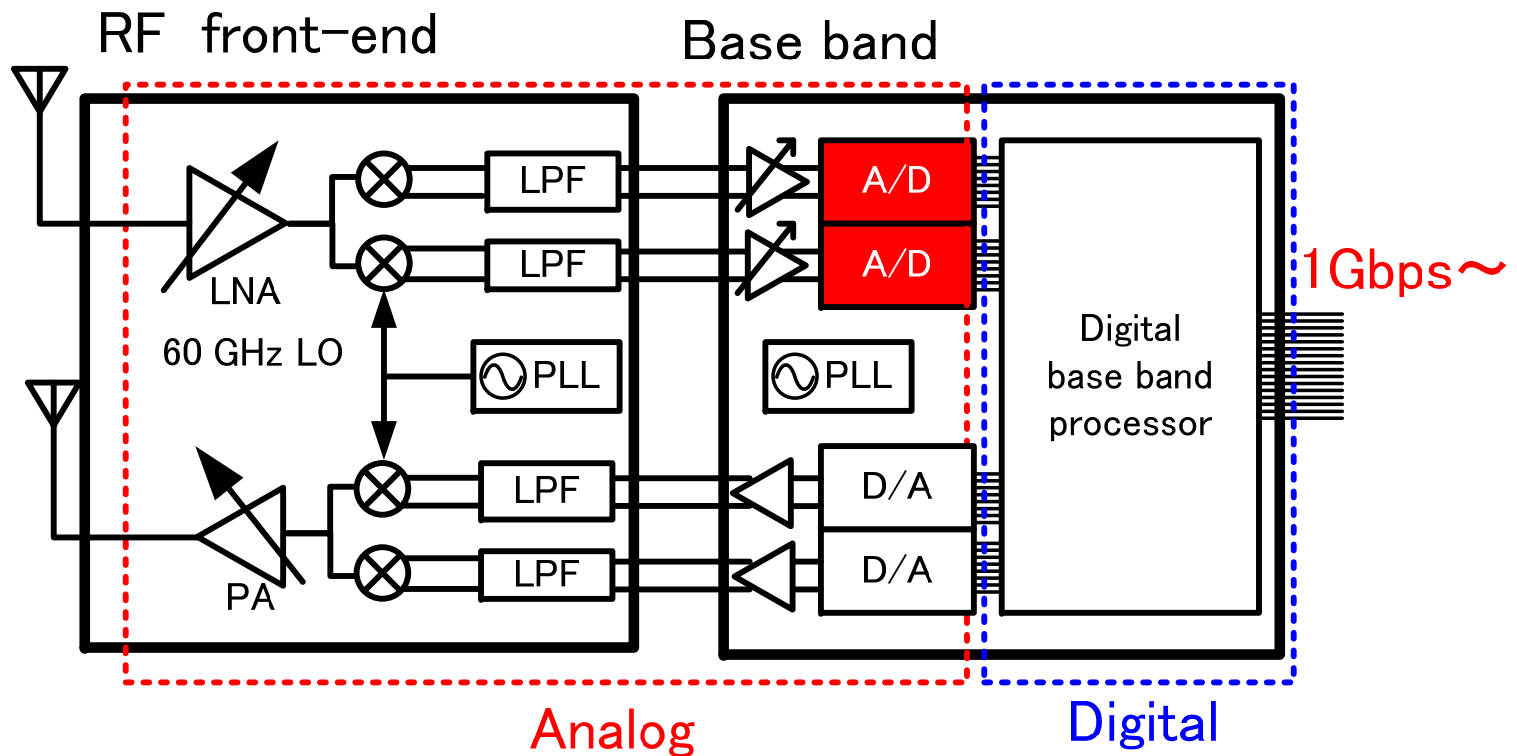 RF front-end
Base band
LNA
60 GHz LO
LPF
LPF
PLL
LPF
LPF
PA
A/D
A/D
PLL
D/A
D/A
Digital
base band
processor
1Gbps～
Analog
Digital